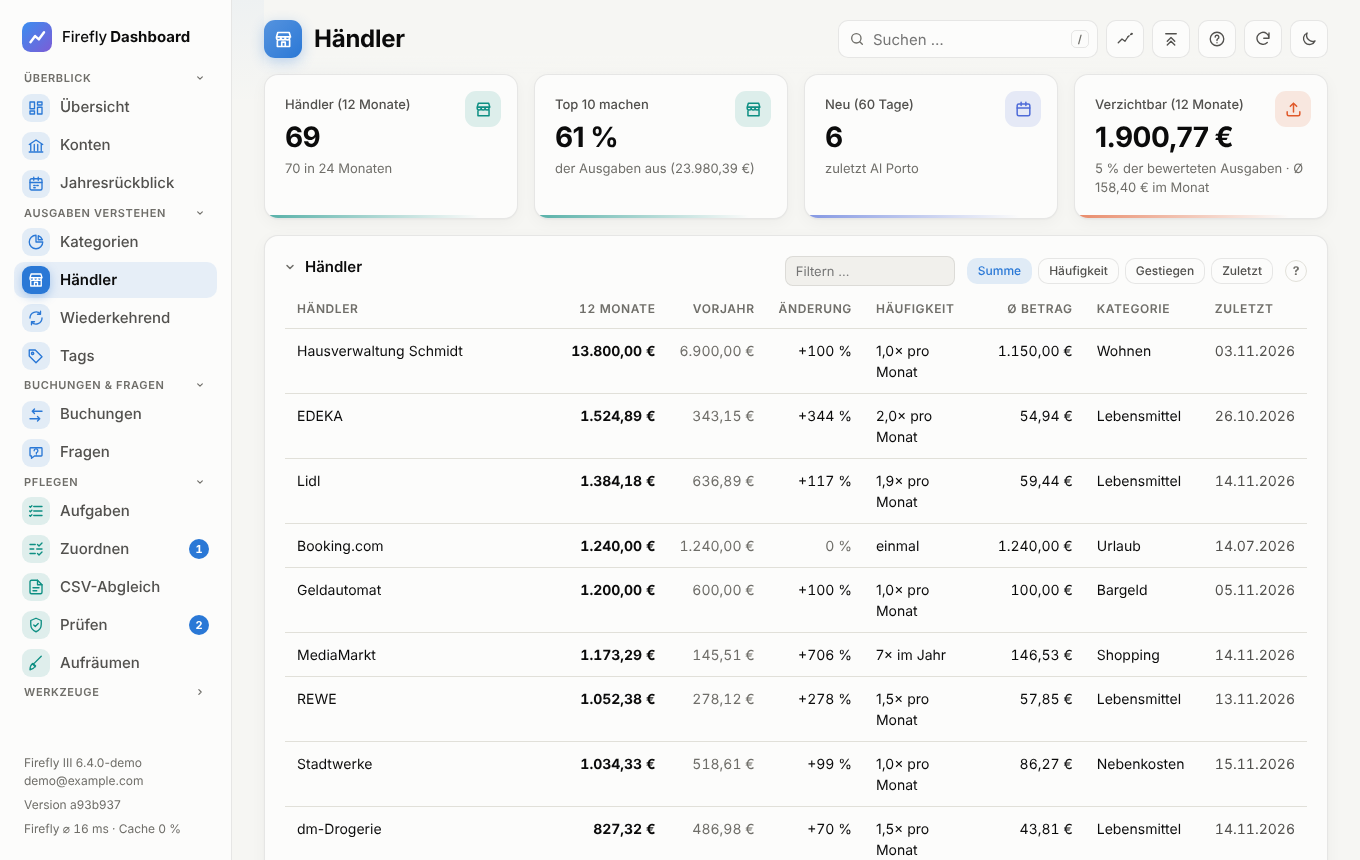 Firefly Dashboard
ÜBERBLICK
Übersicht
Konten
Jahresrückblick
AUSGABEN VERSTEHEN
Kategorien
Händler
Wiederkehrend
Tags
BUCHUNGEN & FRAGEN
Buchungen
Fragen
PFLEGEN
Aufgaben
Zuordnen 1
CSV-Abgleich
Prüfen 2
Aufräumen
WERKZEUGE
Firefly III 6.4.0-demo
demo@example.com
Version a93b937
Firefly ⌀ 16 ms · Cache 0 %
Händler
Suchen ... /
Händler (12 Monate)
69
70 in 24 Monaten
Top 10 machen
61 %
der Ausgaben aus (23.980,39 €)
Neu (60 Tage)
6
zuletzt Al Porto
Verzichtbar (12 Monate)
1.900,77 €
5 % der bewerteten Ausgaben · Ø
158,40 € im Monat
Händler
Filtern ... Summe Häufigkeit Gestiegen Zuletzt ?
HÄNDLER 12 MONATE VORJAHR ÄNDERUNG HÄUFIGKEIT Ø BETRAG KATEGORIE ZULETZT
Hausverwaltung Schmidt 13.800,00 € 6.900,00 € +100 % 1,0× pro Monat 1.150,00 € Wohnen 03.11.2026
EDEKA 1.524,89 € 343,15 € +344 % 2,0× pro Monat 54,94 € Lebensmittel 26.10.2026
Lidl 1.384,18 € 636,89 € +117 % 1,9× pro Monat 59,44 € Lebensmittel 14.11.2026
Booking.com 1.240,00 € 1.240,00 € 0 % einmal 1.240,00 € Urlaub 14.07.2026
Geldautomat 1.200,00 € 600,00 € +100 % 1,0× pro Monat 100,00 € Bargeld 05.11.2026
MediaMarkt 1.173,29 € 145,51 € +706 % 7× im Jahr 146,53 € Shopping 14.11.2026
REWE 1.052,38 € 278,12 € +278 % 1,5× pro Monat 57,85 € Lebensmittel 13.11.2026
Stadtwerke 1.034,33 € 518,61 € +99 % 1,0× pro Monat 86,27 € Nebenkosten 15.11.2026
dm-Drogerie 827,32 € 486,98 € +70 % 1,5× pro Monat 43,81 € Lebensmittel 14.11.2026